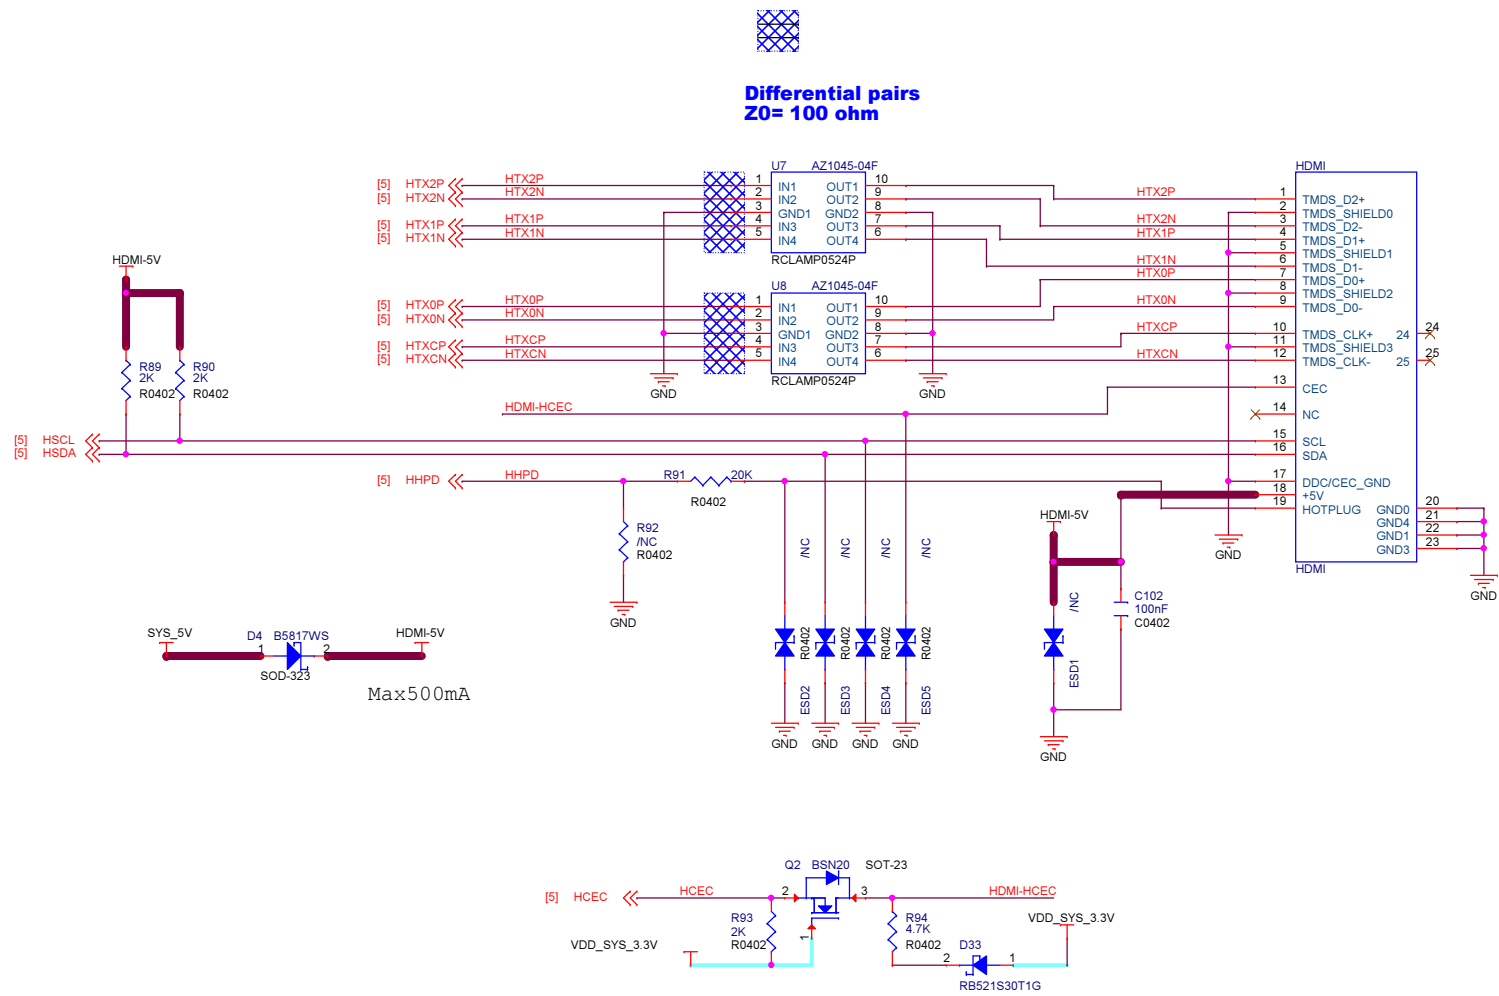 Differential pairs
Z0= 100 ohm
U7 AZ1045-04F
HDMI
[5] HTX2P HTX2P 1 IN1 OUT1 10 HTX2P 1 TMDS_D2+
[5] HTX2N HTX2N 2 IN2 OUT2 9 2 TMDS_SHIELD0
3 GND1 GND2 8 HTX2N 3 TMDS_D2-
[5] HTX1P HTX1P 4 IN3 OUT3 7 HTX1P 4 TMDS_D1+
[5] HTX1N HTX1N 5 IN4 OUT4 6 5 TMDS_SHIELD1
RCLAMP0524P HTX1N 6 TMDS_D1-
HDMI-5V
HTX0P 7 TMDS_D0+
U8 AZ1045-04F 8 TMDS_SHIELD2
[5] HTX0P HTX0P 1 IN1 OUT1 10 HTX0N 9 TMDS_D0-
[5] HTX0N HTX0N 2 IN2 OUT2 9
3 GND1 GND2 8 HTXCP 10 TMDS_CLK+ 24 24
[5] HTXCP HTXCP 4 IN3 OUT3 7 11 TMDS_SHIELD3
[5] HTXCN HTXCN 5 IN4 OUT4 6 HTXCN 12 TMDS_CLK- 25 25
RCLAMP0524P
R89 R90
2K 2K
R0402 R0402
GND GND
13 CEC
HDMI-HCEC 14 NC
[5] HSCL 15 SCL
[5] HSDA 16 SDA
[5] HHPD HHPD R91 20K 17 DDC/CEC_GND
R0402
18 +5V
19 HOTPLUG GND0 20
GND4 21
GND1 22
GND3 23
HDMI
HDMI-5V
GND
GND
R92
/NC
R0402
GND
/NC /NC /NC /NC
R0402 R0402 R0402 R0402
ESD2 ESD3 ESD4 ESD5
GND GND GND GND
/NC
ESD1
C102
100nF
C0402
GND
SYS_5V D4 B5817WS HDMI-5V
1 2
SOD-323
Max500mA
Q2 BSN20 SOT-23
[5] HCEC HCEC 2 3 HDMI-HCEC
R93
2K
R0402
1
R94
4.7K
R0402
VDD_SYS_3.3V
VDD_SYS_3.3V
D33
2 1
RB521S30T1G